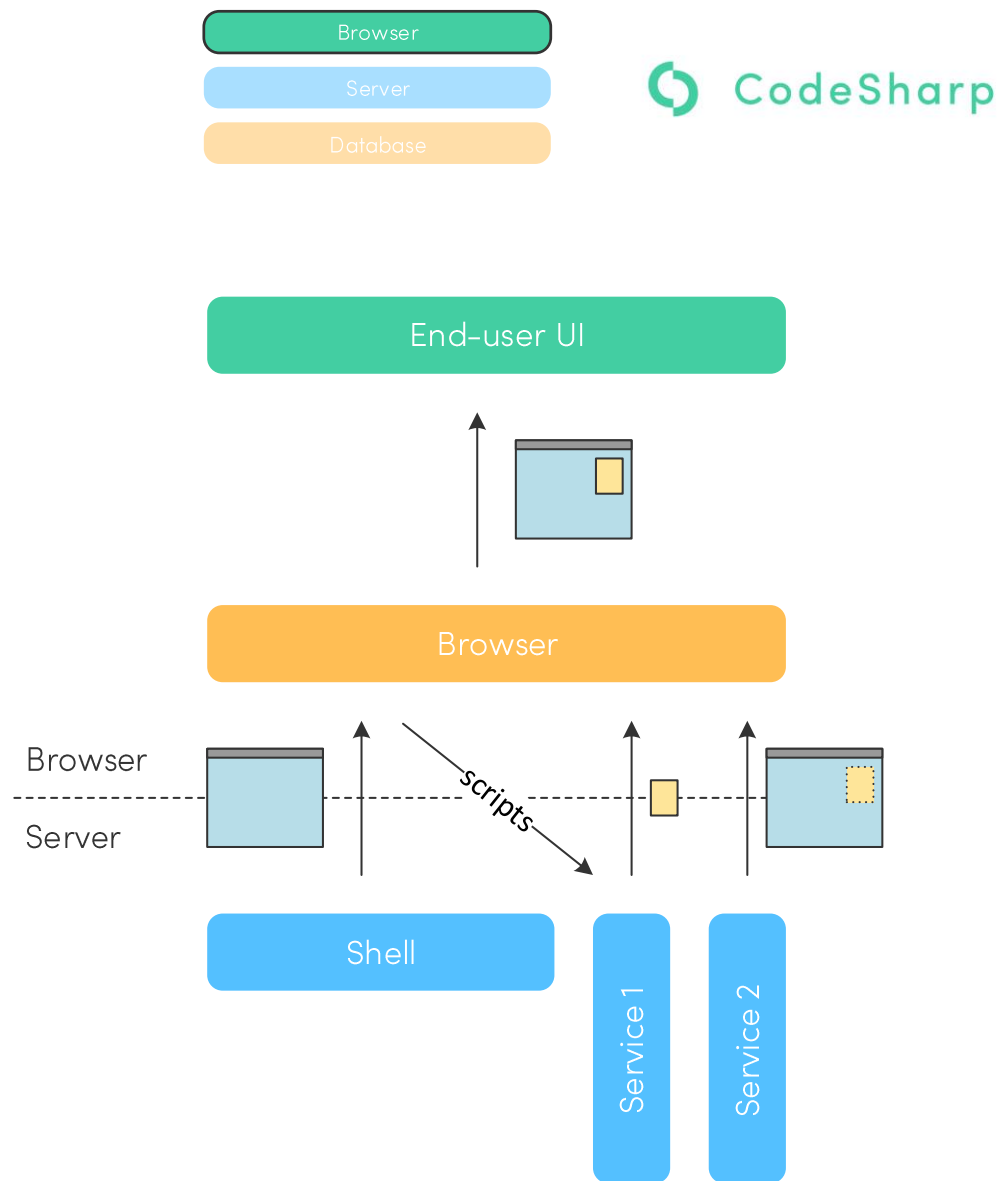 Browser
Server
Database
CodeSharp
End-user UI
Browser
Browser
scripts
Server
Shell
Service 1
Service 2